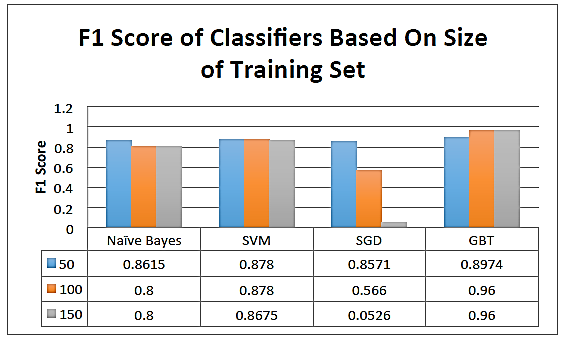 F1 Score of Classifiers Based On Size
of Training Set
F1 Score
1.2
1
0.8
0.6
0.4
0.2
0
Naïve Bayes SVM SGD GBT
50 0.8615 0.878 0.8571 0.8974
100 0.8 0.878 0.566 0.96
150 0.8 0.8675 0.0526 0.96